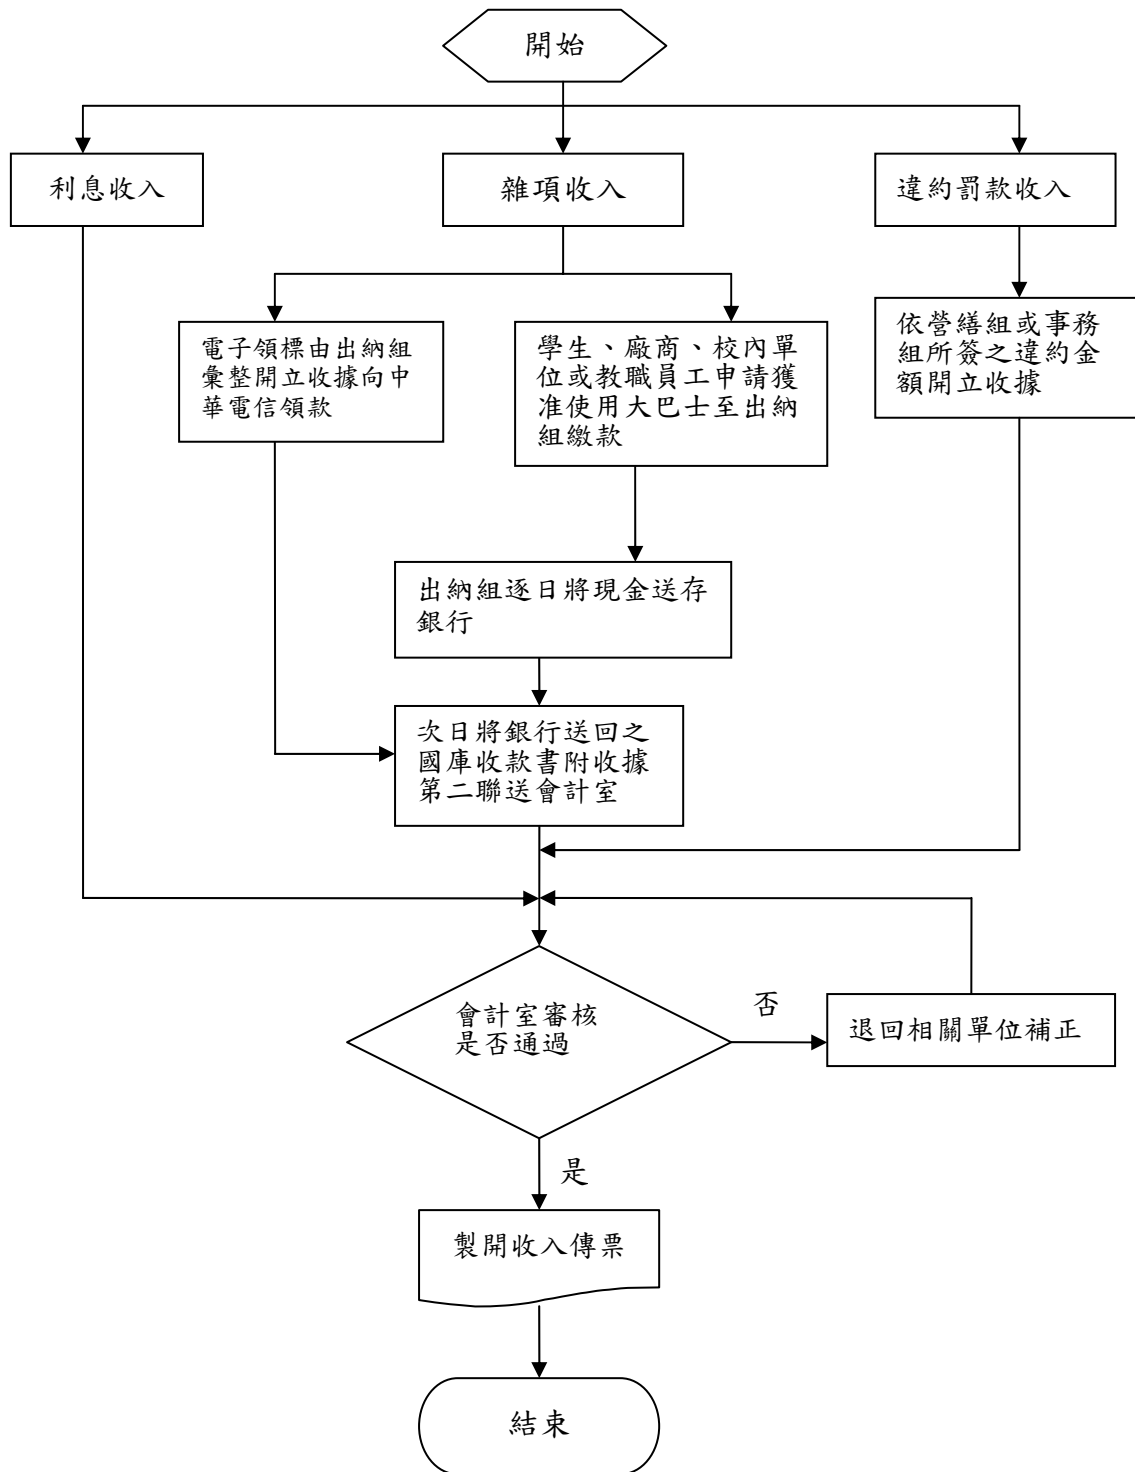 開始
利息收入
雜項收入
違約罰款收入
電子領標由出納組
彙整開立收據向中
華電信領款
學生、廠商、校內單
位或教職員工申請獲
准使用大巴士至出納
組繳款
依營繕組或事務
組所簽之違約金
額開立收據
出納組逐日將現金送存
銀行
次日將銀行送回之
國庫收款書附收據
第二聯送會計室
會計室審核
是否通過
否
退回相關單位補正
是
製開收入傳票
結束